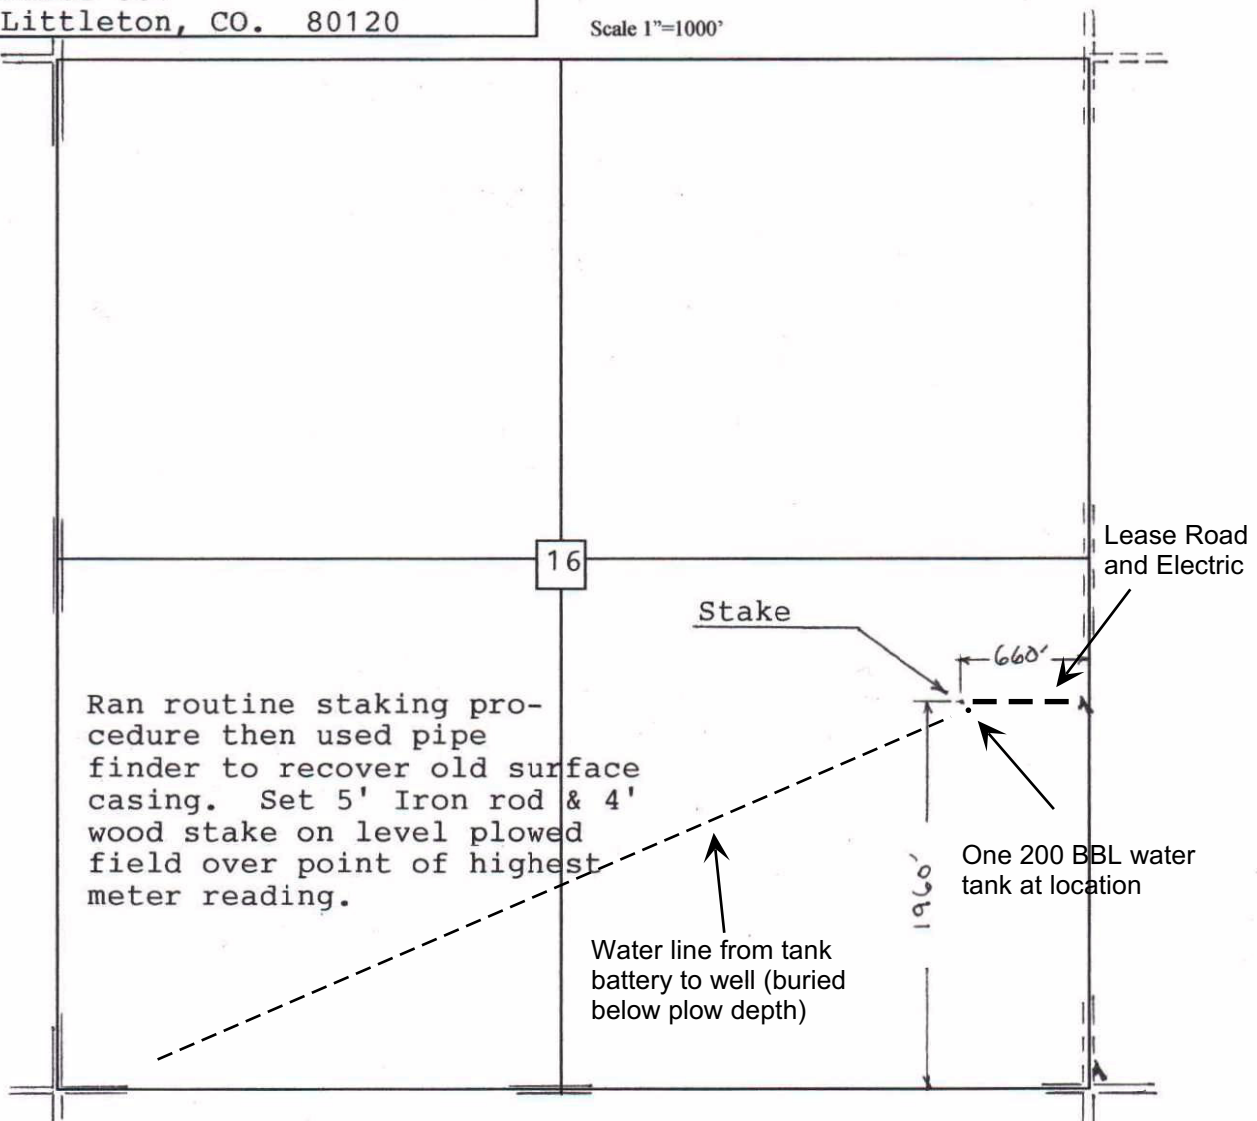 Littleton, CO.  80120
Scale 1"=1000'
16
Lease Road
and Electric
Stake
660'
Ran routine staking pro-
cedure then used pipe
finder to recover old surface
casing.  Set 5' Iron rod & 4'
wood stake on level plowed
field over point of highest
meter reading.
1960'
One 200 BBL water
tank at location
Water line from tank
battery to well (buried
below plow depth)